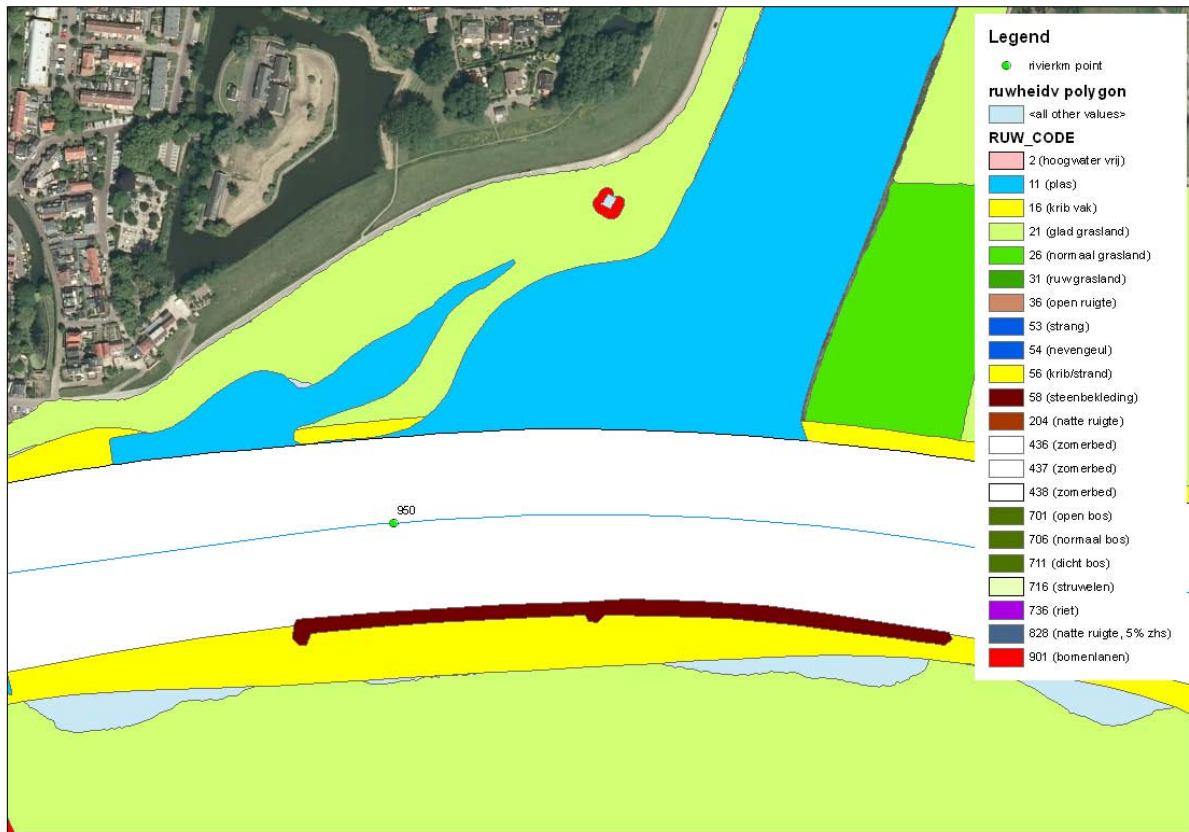 Legend
rivierkm point
ruwheidv polygon
<all other values>
RUW_CODE
2 (hoogwater vrij)
11 (plas)
16 (krib vak)
21 (glad grasland)
26 (normaal grasland)
31 (ruw grasland)
36 (open ruigte)
53 (strang)
54 (nevengeul)
56 (krib/strand)
58 (steenbekleding)
204 (natte ruigte)
436 (zomerbed)
437 (zomerbed)
438 (zomerbed)
701 (open bos)
706 (normaal bos)
711 (dicht bos)
716 (struwelen)
736 (riet)
828 (natte ruigte, 5% zhs)
901 (bomenlanen)
950